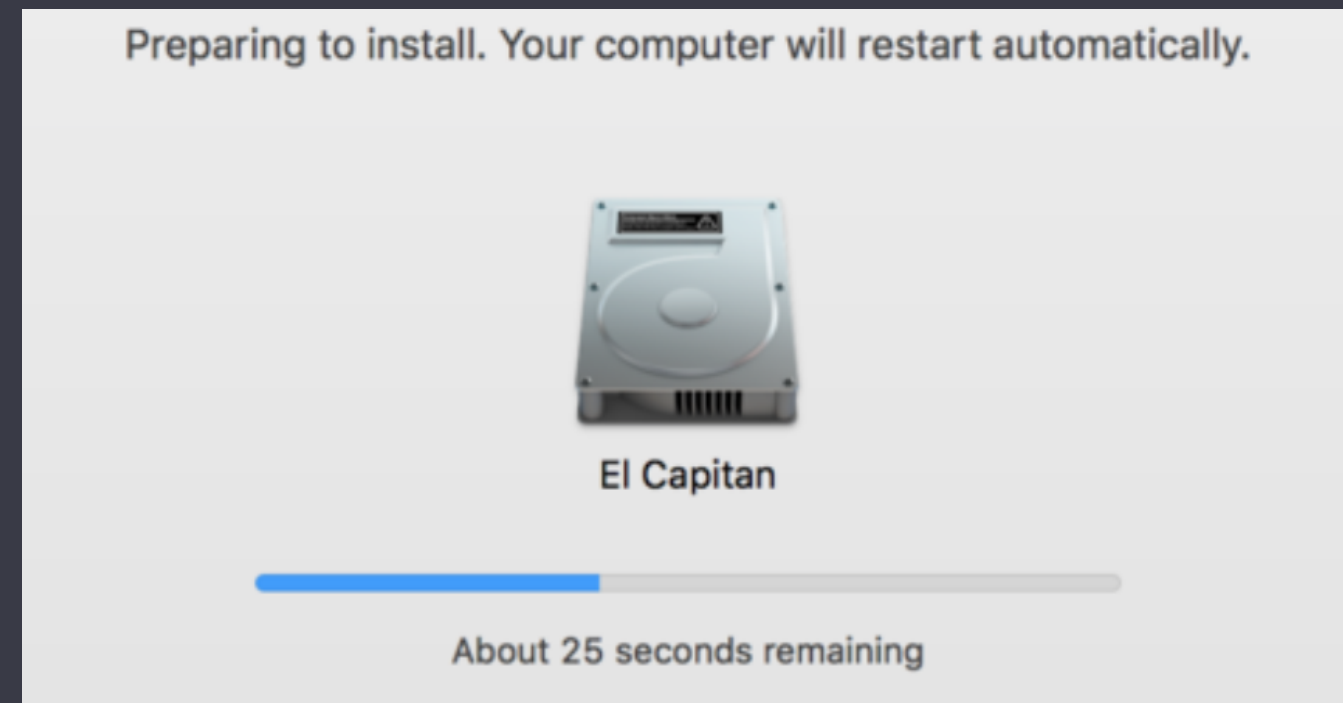 Preparing to install. Your computer will restart automatically.
El Capitan
About 25 seconds remaining